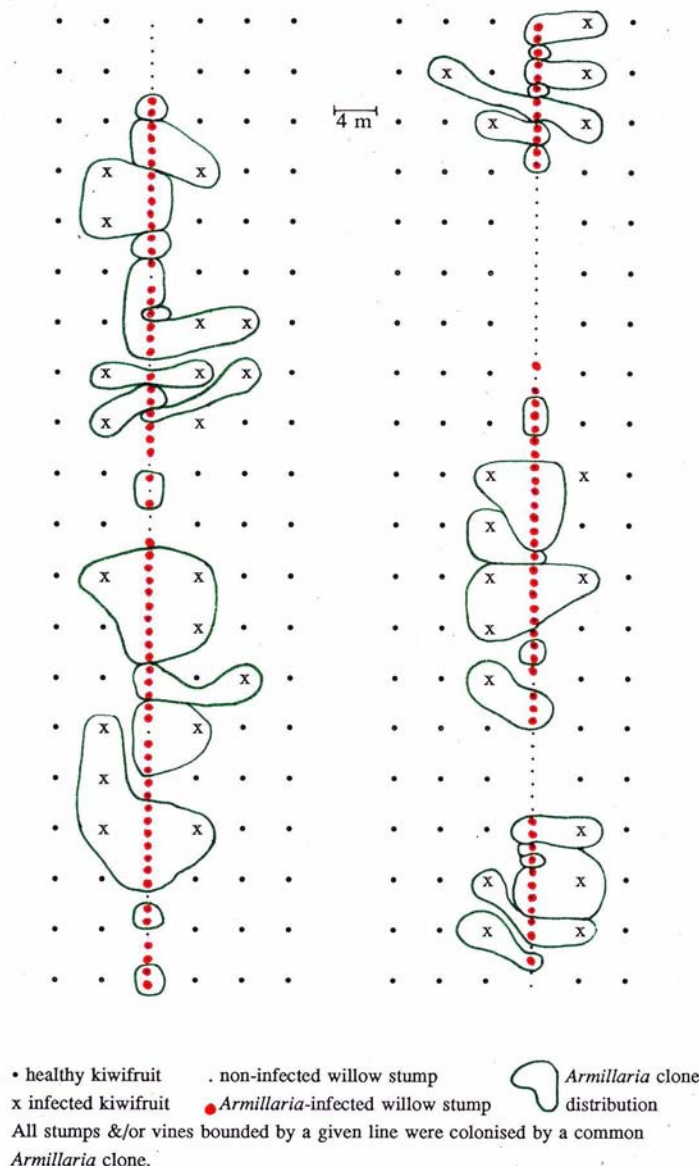 4 m
• healthy kiwifruit . non-infected willow stump Armillaria clone
x infected kiwifruit Armillaria-infected willow stump distribution
All stumps &/or vines bounded by a given line were colonised by a common
Armillaria clone.